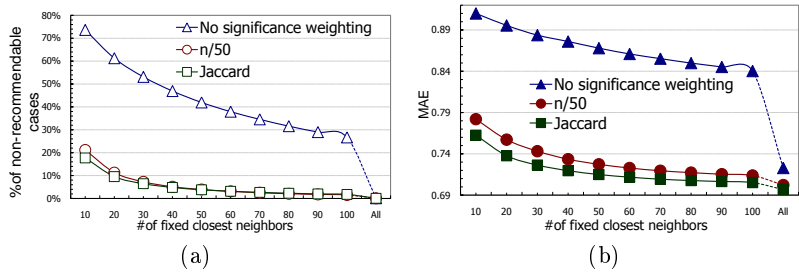 80%
70%
60%
50%
40%
30%
20%
10%
0%
%of non-recommendable
cases
No significance weighting
n/50
Jaccard
10 20 30 40 50 60 70 80 90 100 All
#of fixed closest neighbors
(a)
0.89
0.84
0.79
0.74
0.69
MAE
No significance weighting
n/50
Jaccard
10 20 30 40 50 60 70 80 90 100 All
#of fixed closest neighbors
(b)